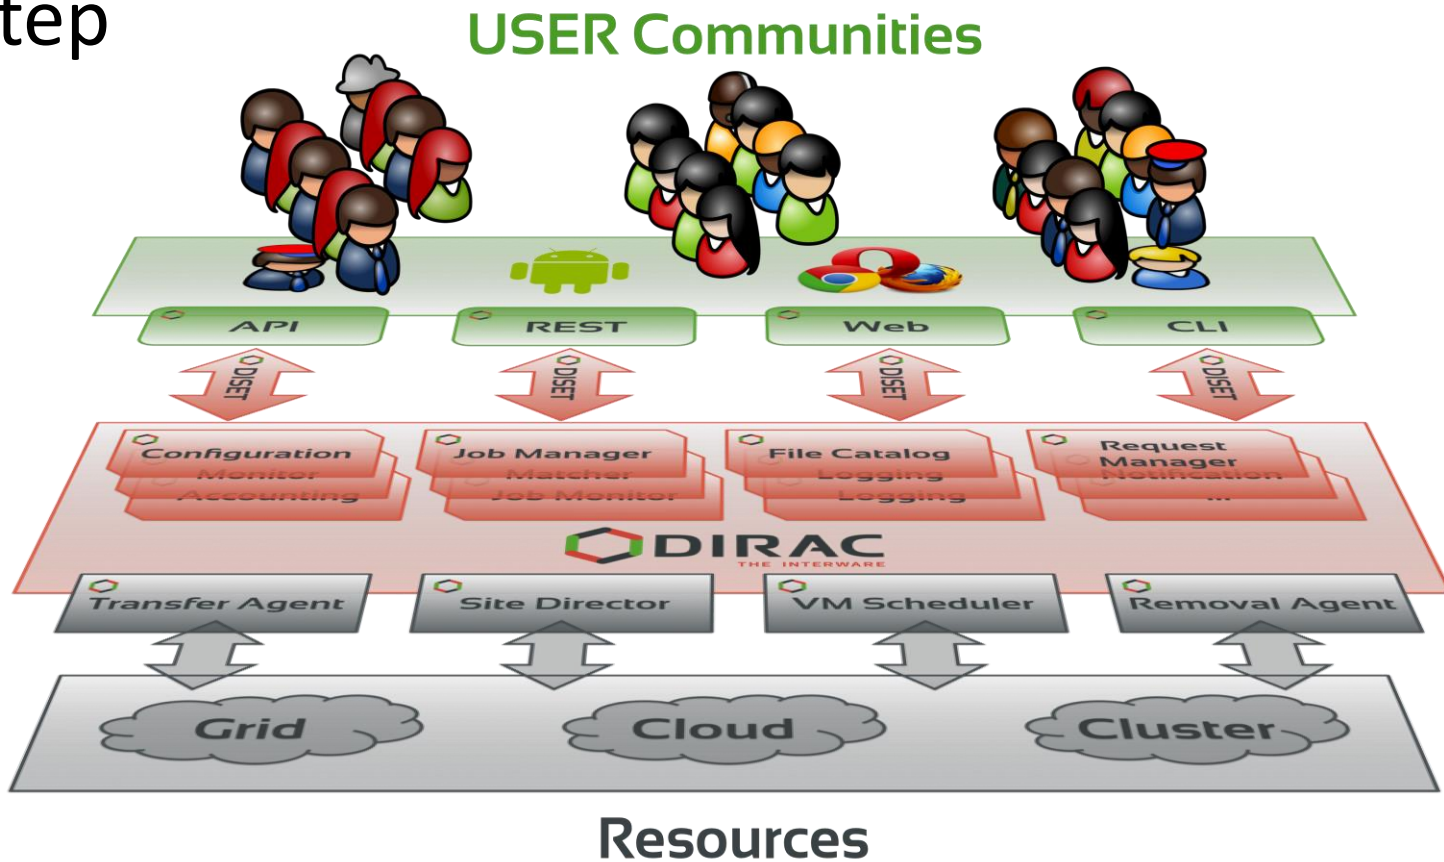 tep
USER Communities
API
REST
Web
CLI
DISET
DISET
DISET
DISET
Configuration
Monitor
Accounting
Job Manager
Matcher
Job Monitor
File Catalog
Logging
Logging
Request
Manager
Notification
...
DIRAC
THE INTERWARE
Transfer Agent
Site Director
VM Scheduler
Removal Agent
Grid
Cloud
Cluster
Resources